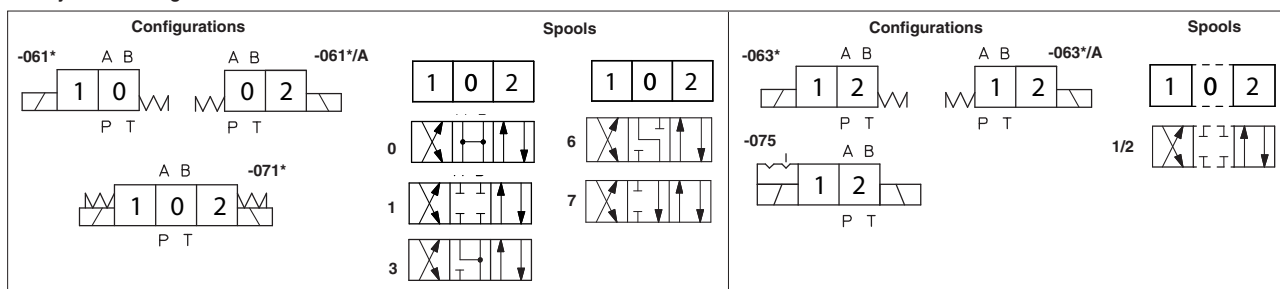 Configurations
Spools
-061*
A B
1 0
P T
A B
-061*/A
0 2
P T
A B
-071*
1 0 2
P T
1 0 2
0
1
3
1 0 2
6
7
Configurations
Spools
-063*
A B
1 2
P T
A B
-063*/A
1 2
P T
-075
A B
1 2
P T
1 0 2
1/2